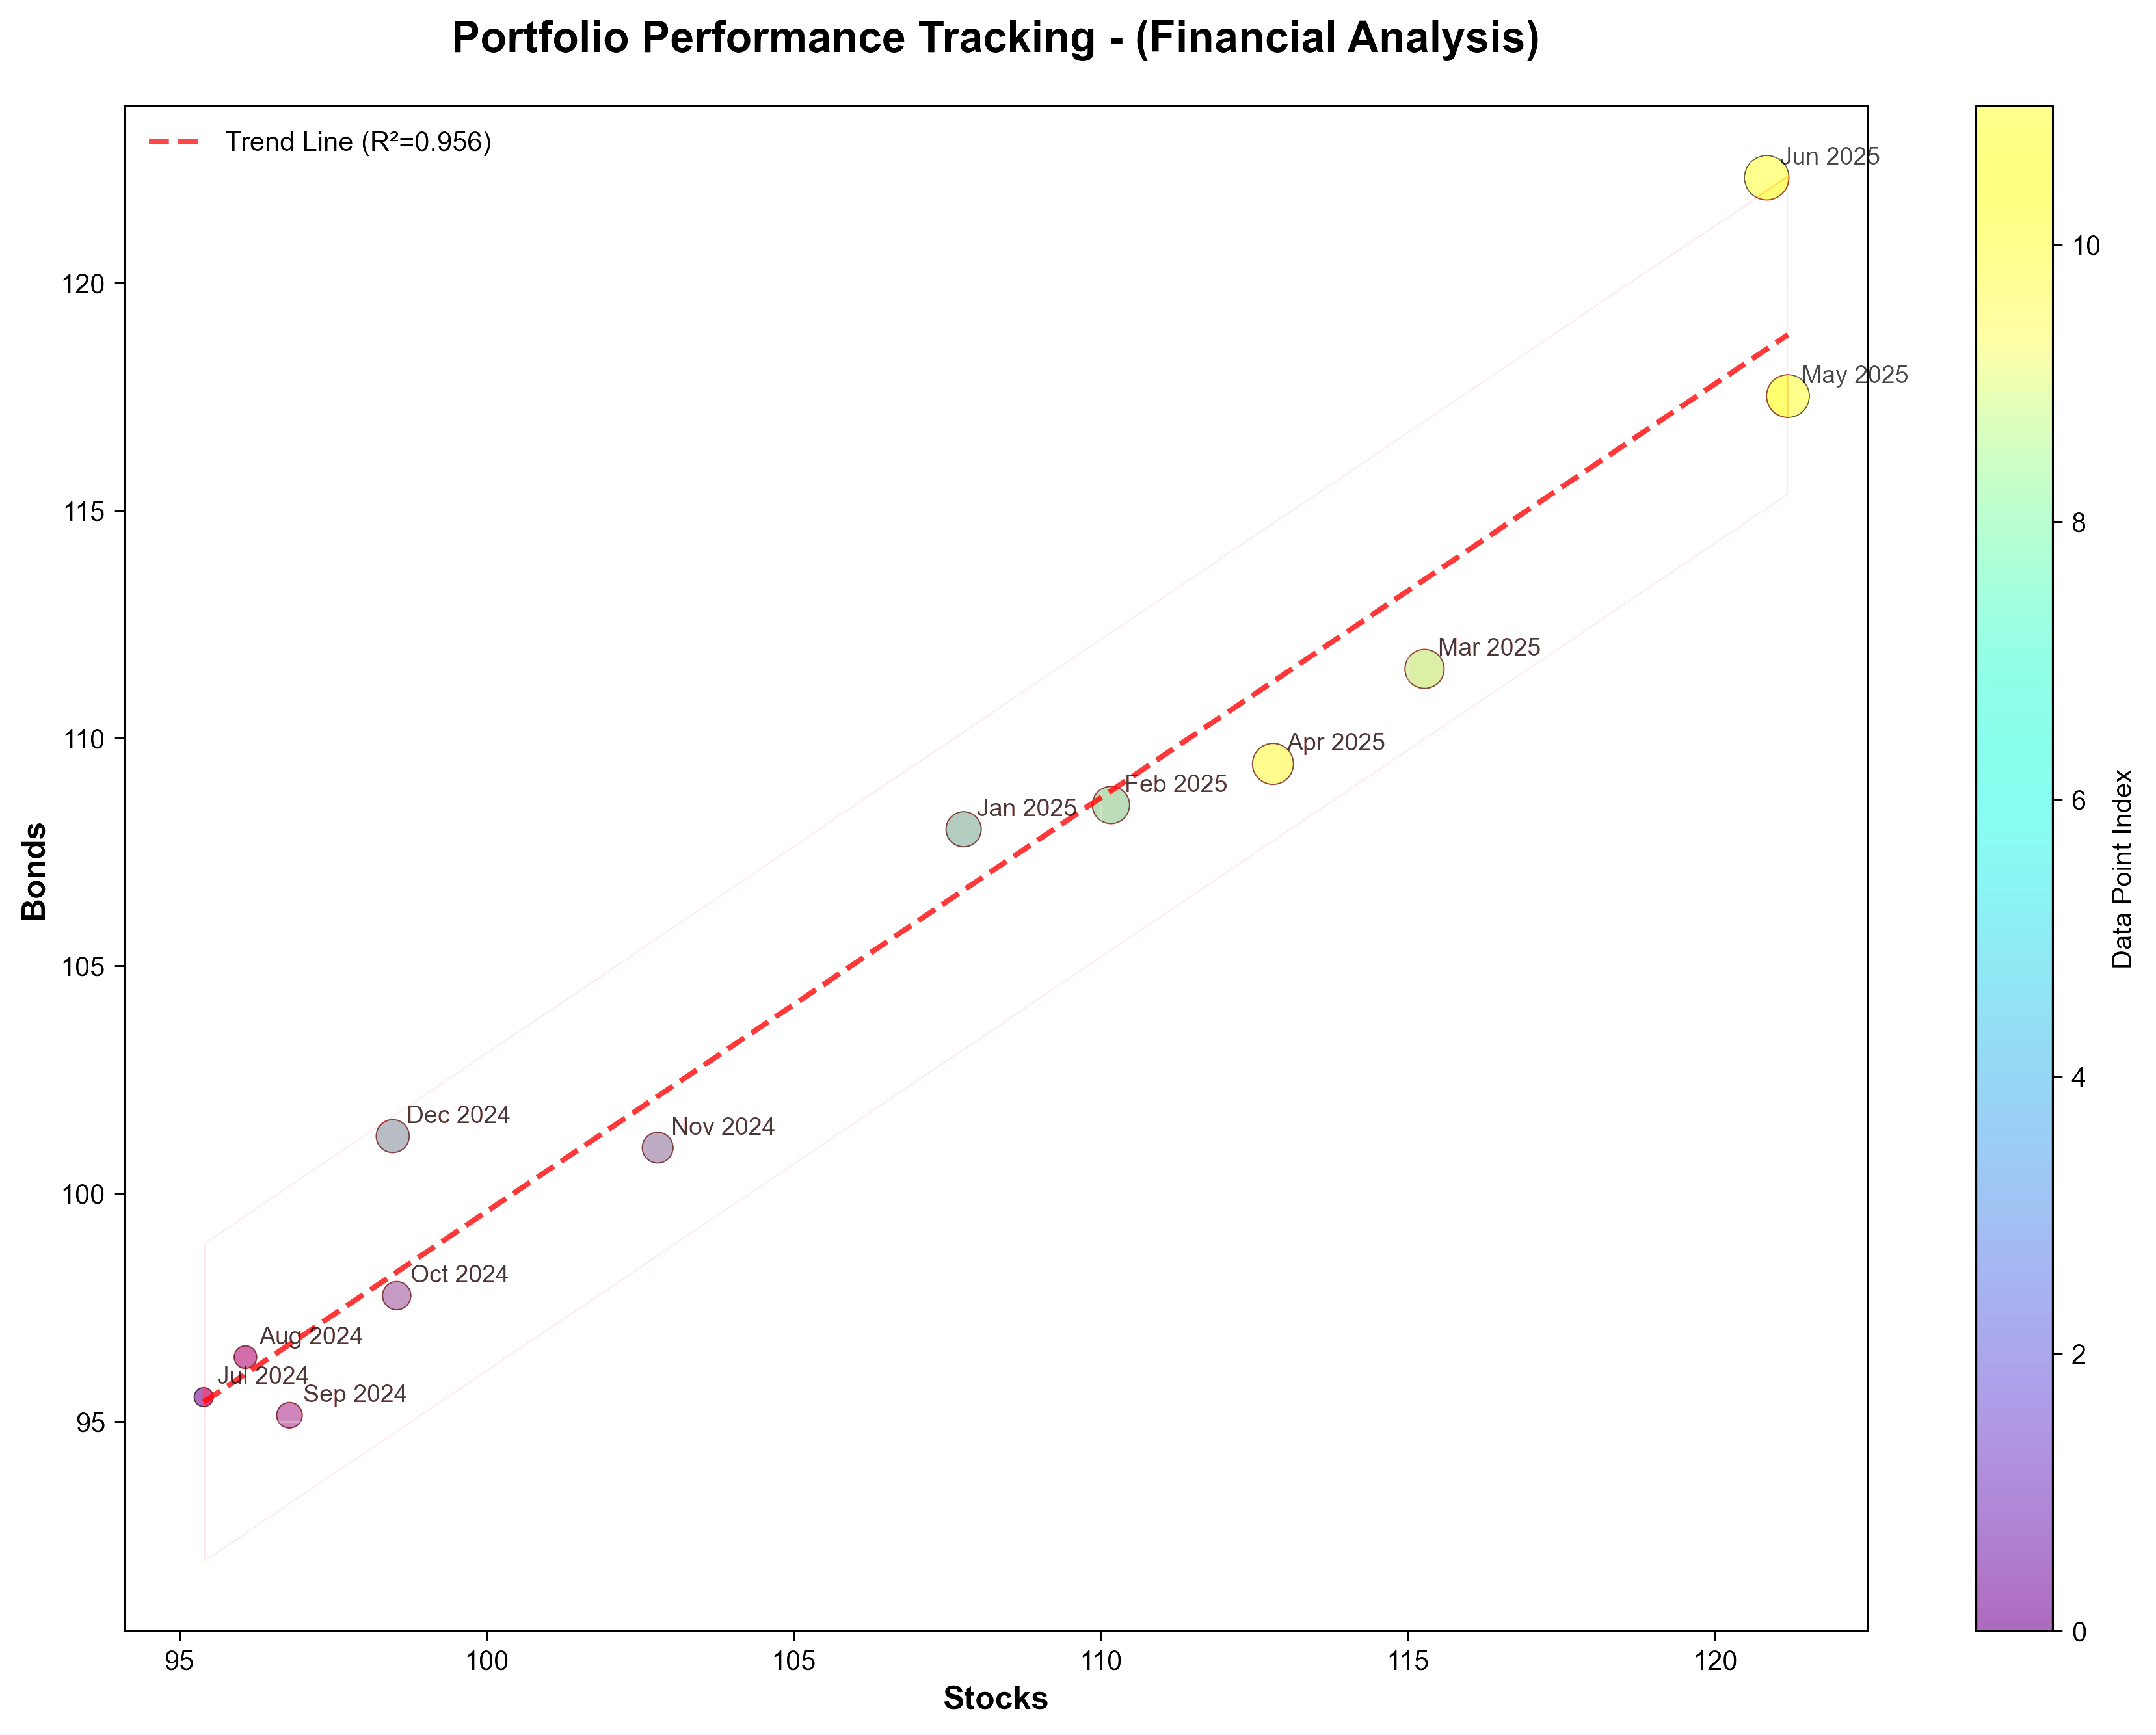 Portfolio Performance Tracking - (Financial Analysis)
Trend Line (R²=0.956)
Jun 2025
May 2025
Mar 2025
Apr 2025
Feb 2025
Jan 2025
Dec 2024
Nov 2024
Oct 2024
Aug 2024
Jul 2024
Sep 2024
120
115
110
105
100
95
Bonds
95
100
105
110
115
120
Stocks
10
8
6
4
2
0
Data Point Index